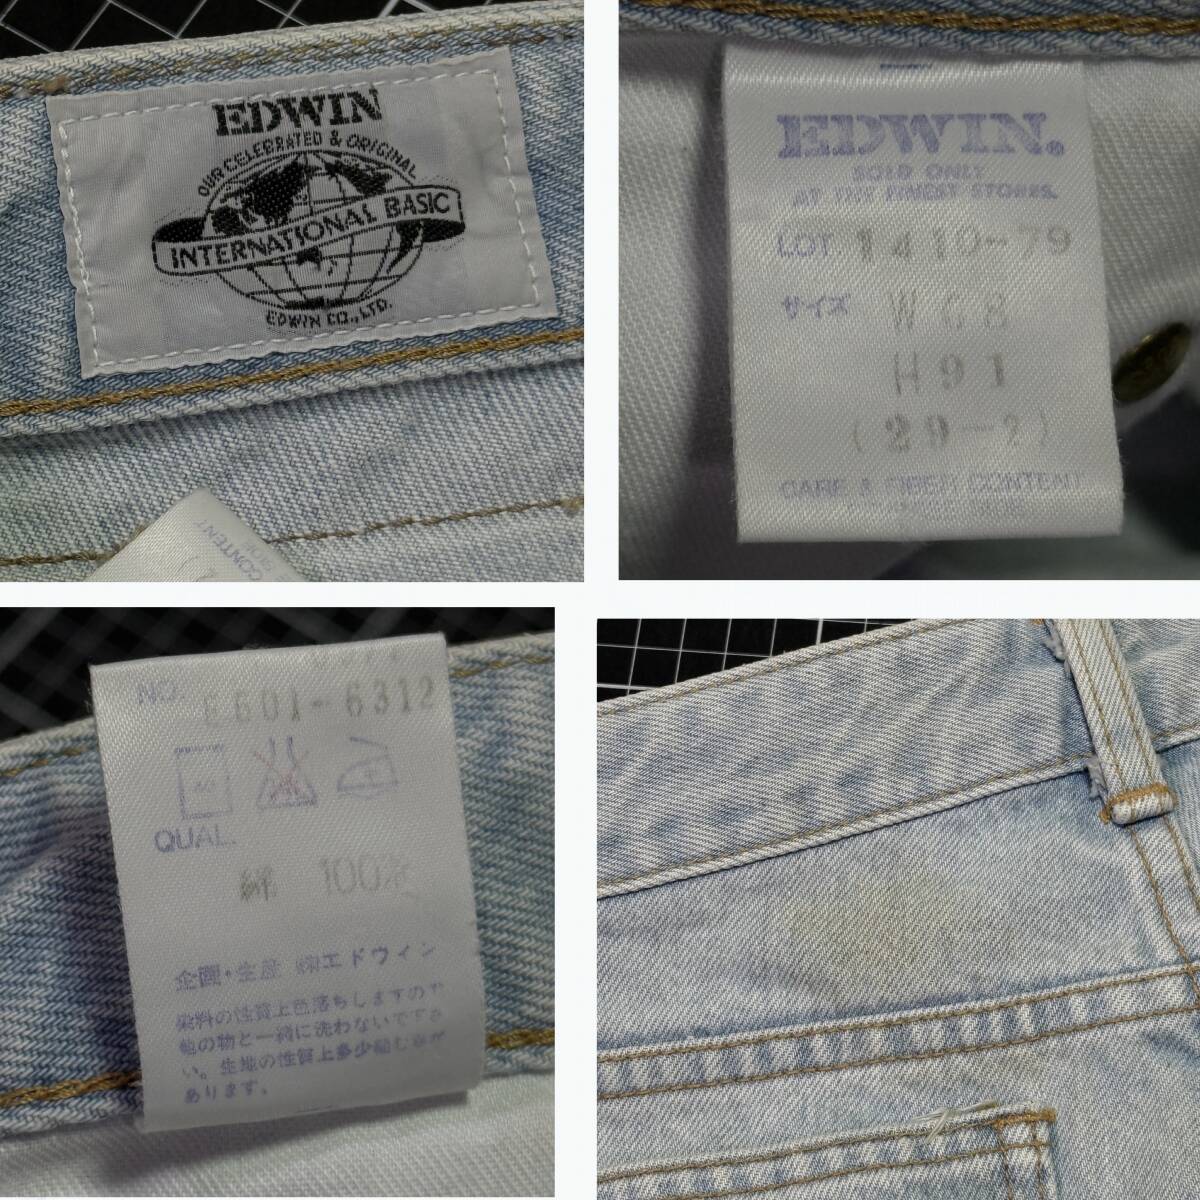 EDWIN
OUR CELEBRATED & ORIGINAL
INTERNATIONAL BASIC
EDWIN CO., LTD.
CONTENT
EDWIN.
SOLD ONLY
AT THE FINEST STORES.
LOT. 1410-79
サイズ
H91
(29-2)
CARE & FIBER CONTENT
NO. E601-6312
QUAL.
綿 100%
企画・生産 ㈱エドウィン
染料の性質上色落ちしますので
他の物と一緒に洗わないで下さ
い。生地の性質上多少縮む事が
あります。